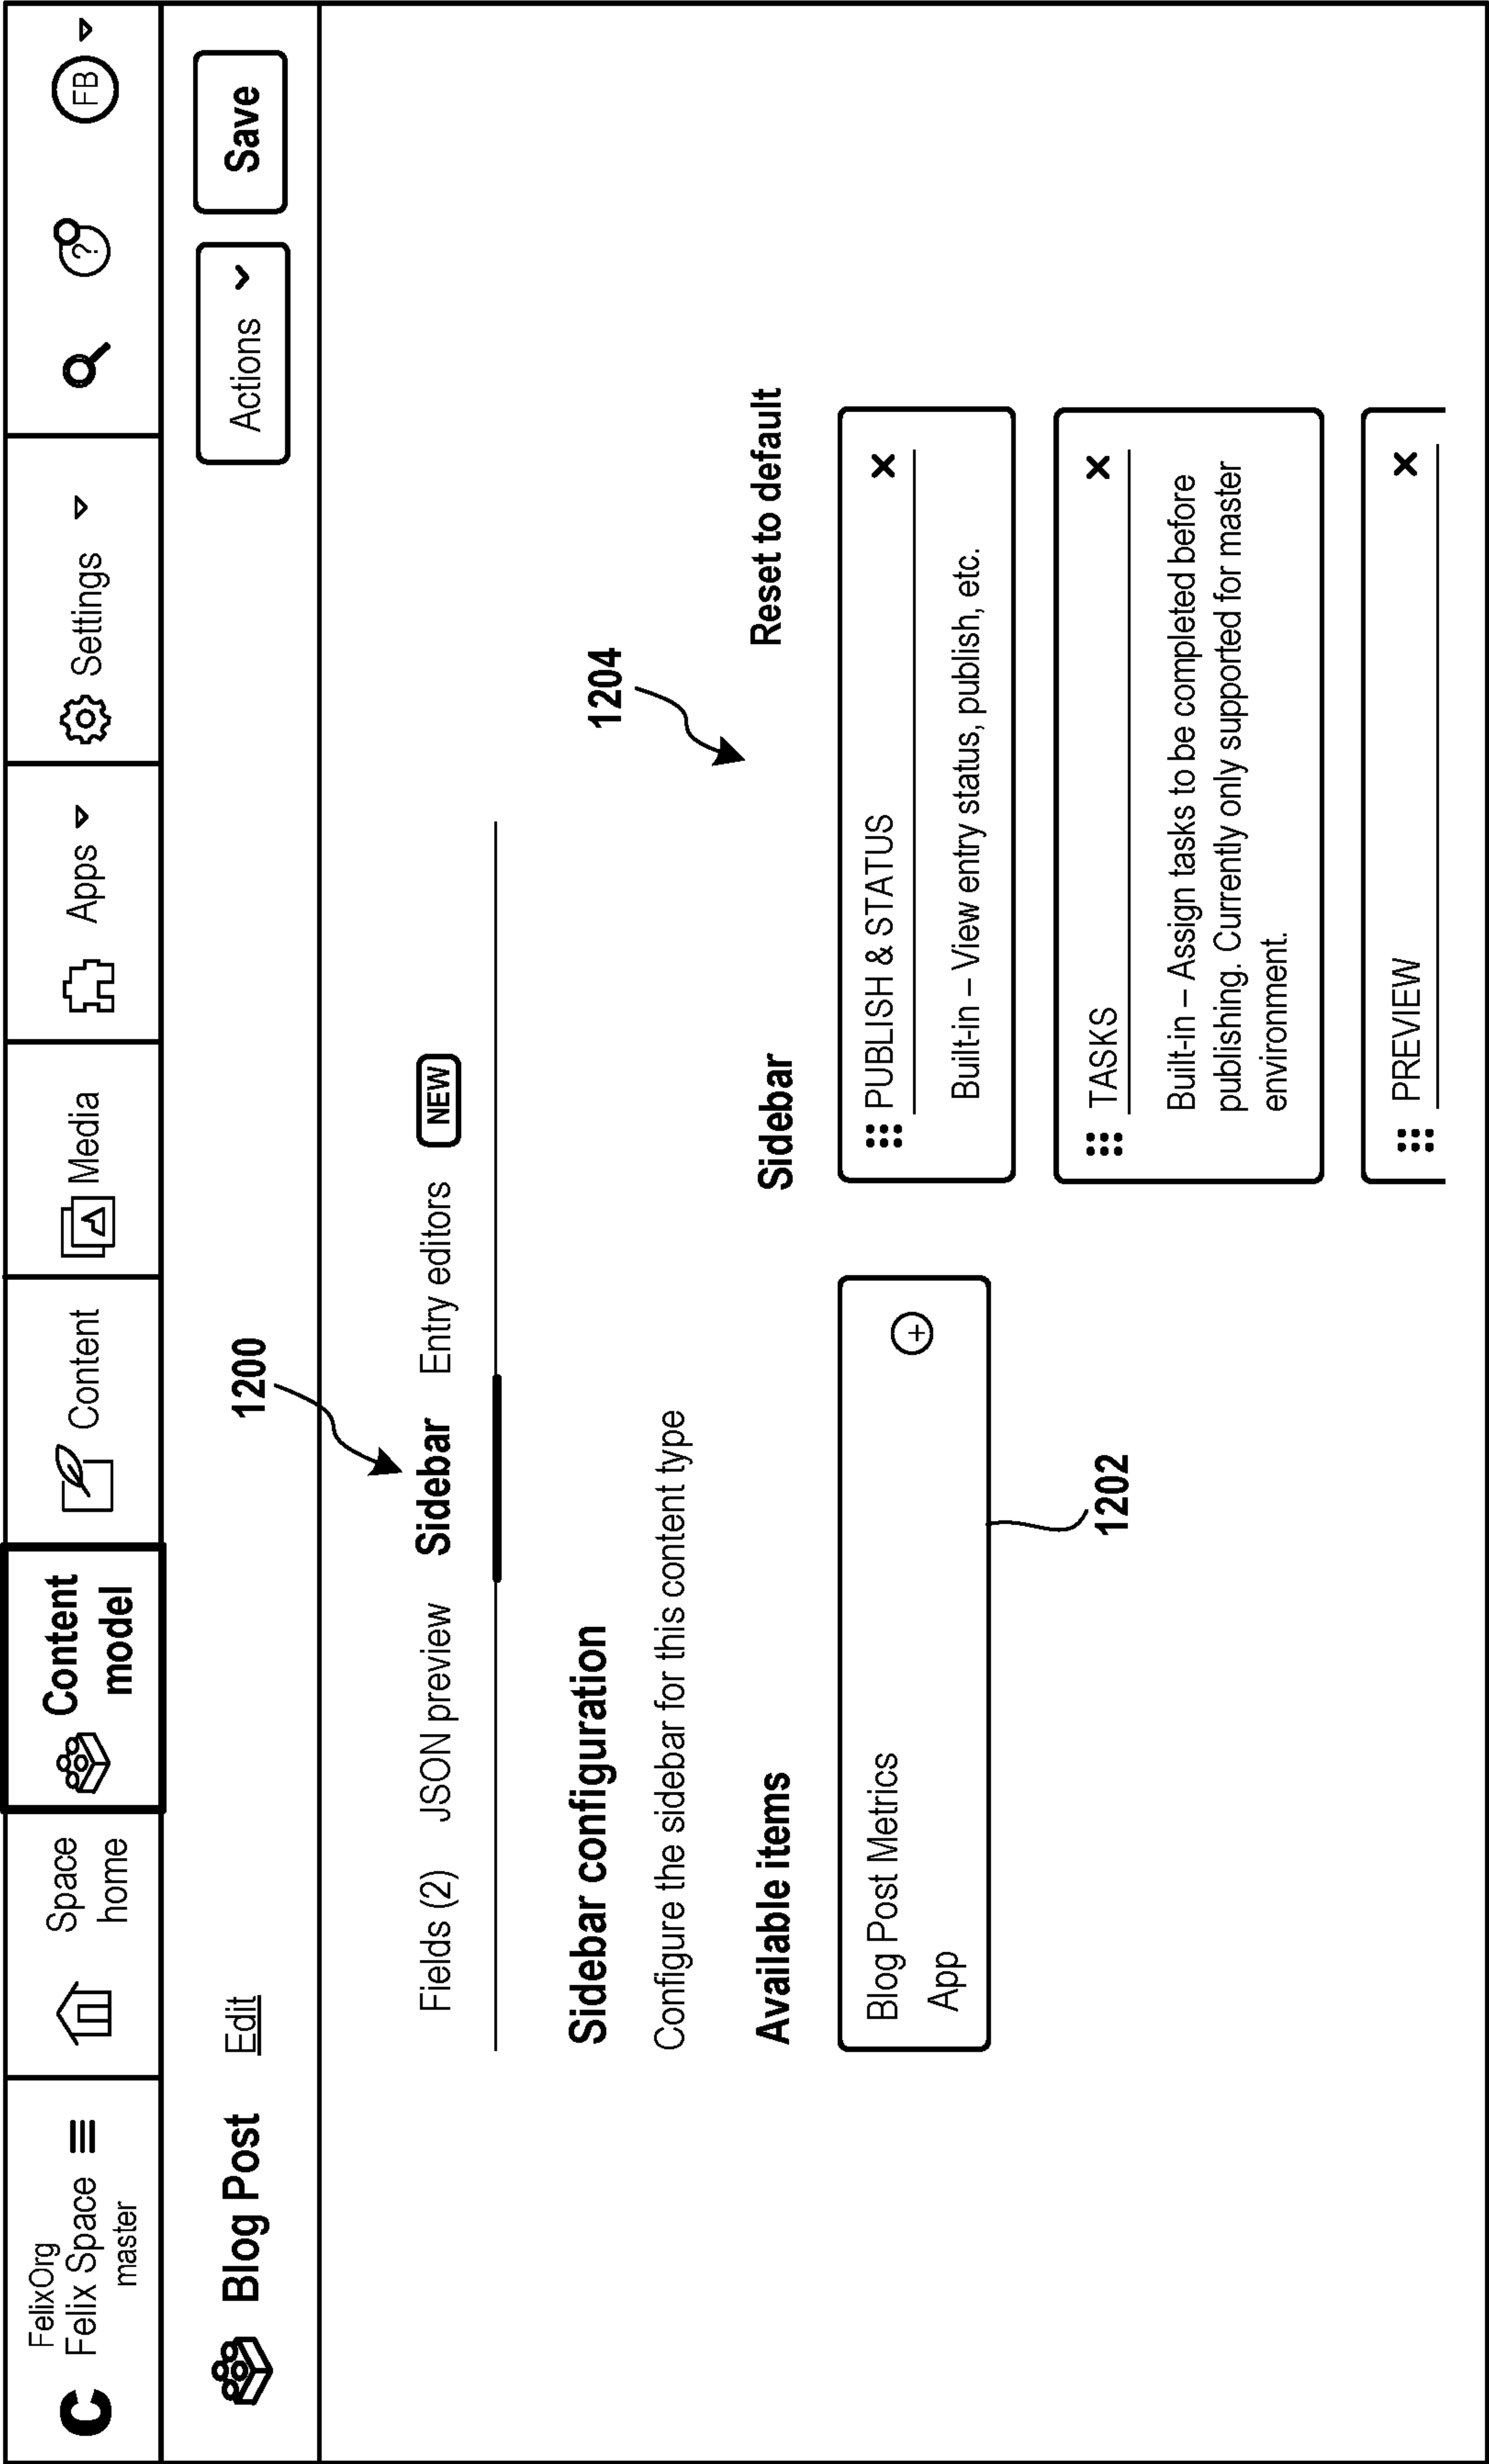 FelixOrg
C Felix Space
master
Space
home
Content
model
Content
Media
Apps
Settings
?
FB
Blog Post Edit
Actions
Save
1200
Fields (2) JSON preview Sidebar Entry editors NEW
Sidebar configuration
1204
Configure the sidebar for this content type
Available items
Sidebar
Reset to default
Blog Post Metrics
App
+
1202
PUBLISH & STATUS
Built-in – View entry status, publish, etc.
TASKS
Built-in – Assign tasks to be completed before
publishing. Currently only supported for master
environment.
PREVIEW